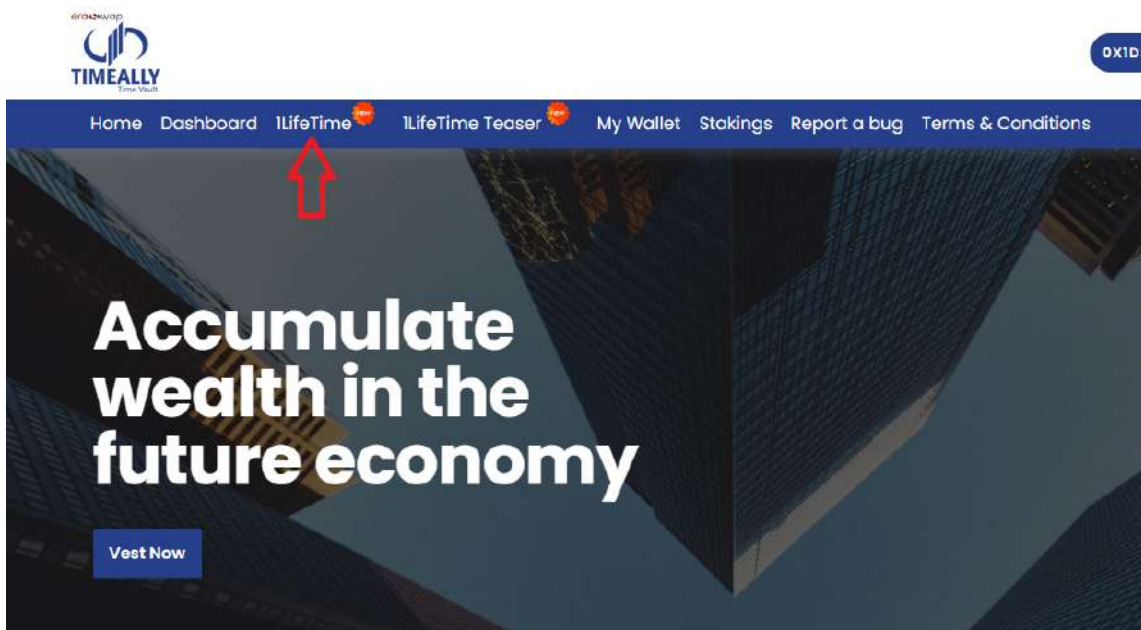 eraswap
TIMEALLY
Time Vault
0X1D
Home Dashboard 1LifeTime new 1LifeTime Teaser new My Wallet Stakings Report a bug Terms & Conditions
Accumulate
wealth in the
future economy
Vest Now